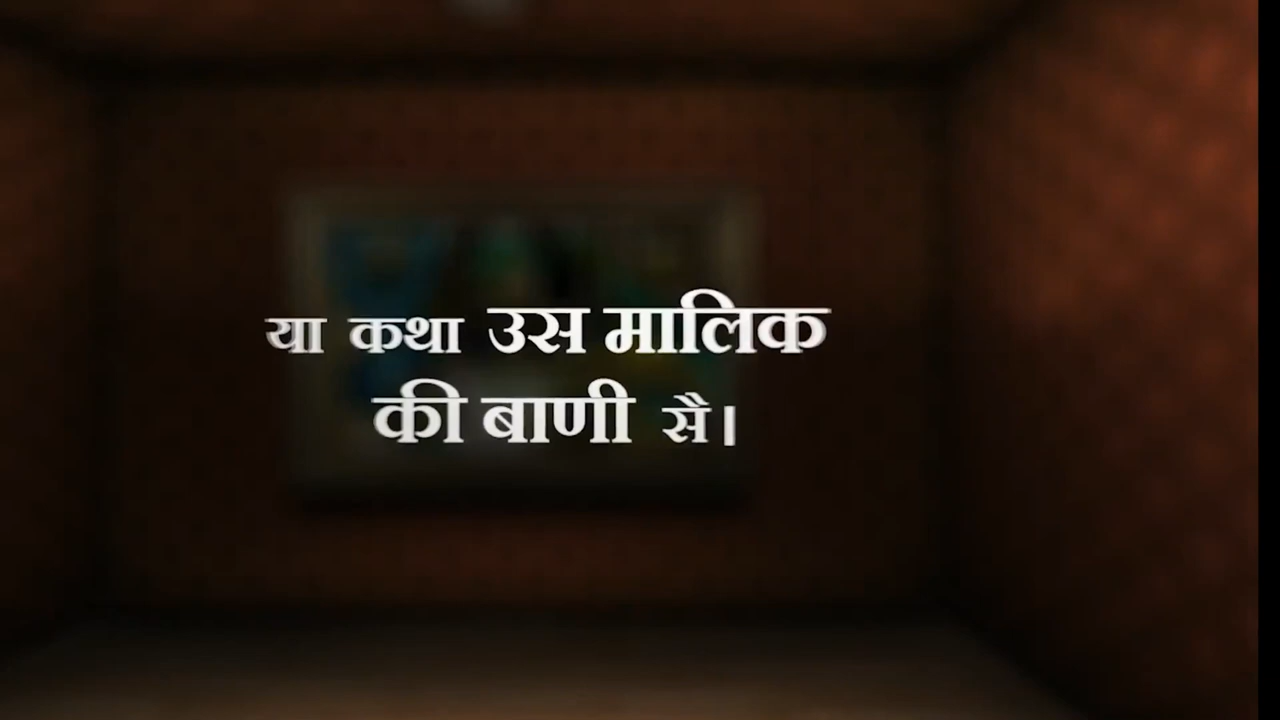 या कथा उस मालिक
की बाणी सै।